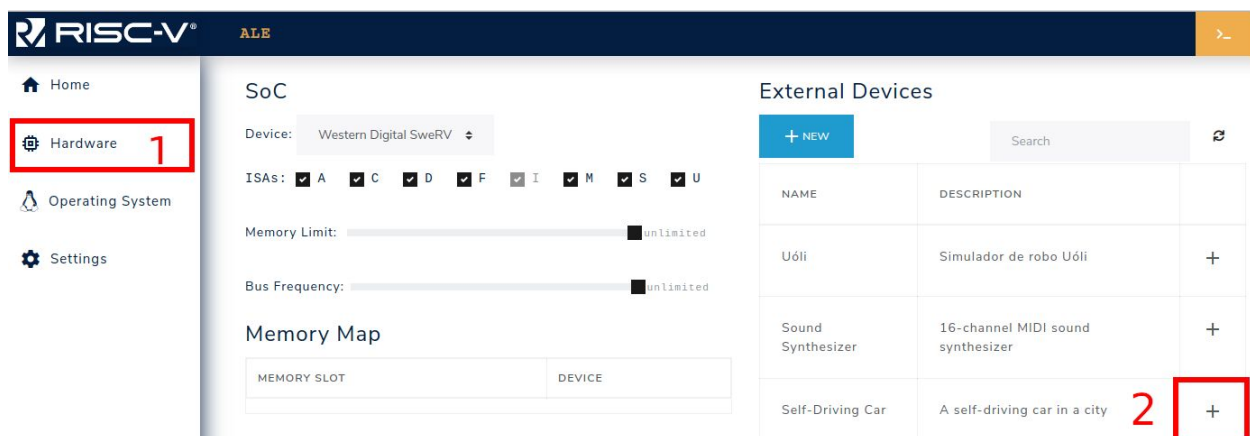 RISC-V®
ALE
>_
Home
Hardware
1
Operating System
Settings
SoC
Device: Western Digital SweRV
ISAs: A C D F I M S U
Memory Limit: unlimited
Bus Frequency: unlimited
Memory Map
MEMORY SLOT DEVICE
External Devices
+ NEW
Search
NAME DESCRIPTION
Uóli Simulador de robo Uóli +
Sound 16-channel MIDI sound +
Synthesizer synthesizer
Self-Driving Car A self-driving car in a city 2 +